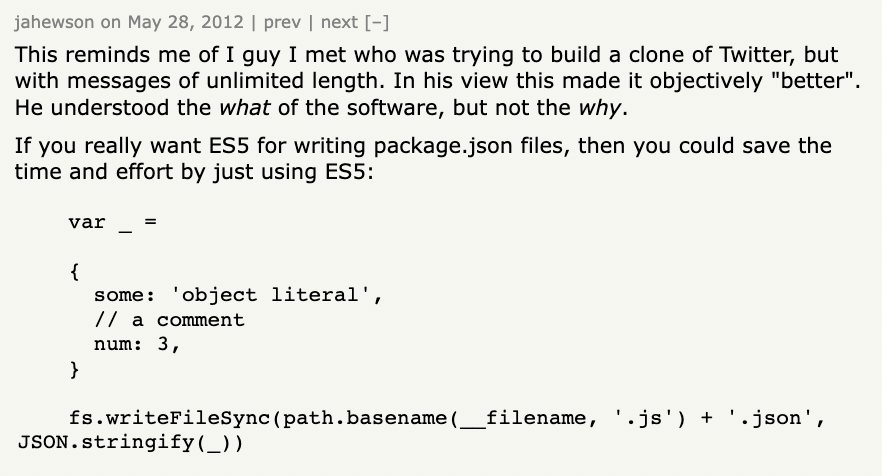 jahewson on May 28, 2012 | prev | next [–]
This reminds me of I guy I met who was trying to build a clone of Twitter, but
with messages of unlimited length. In his view this made it objectively "better".
He understood the what of the software, but not the why.
If you really want ES5 for writing package.json files, then you could save the
time and effort by just using ES5:
var _ =
{
some: 'object literal',
// a comment
num: 3,
}
fs.writeFileSync(path.basename(__filename, '.js') + '.json',
JSON.stringify(_))